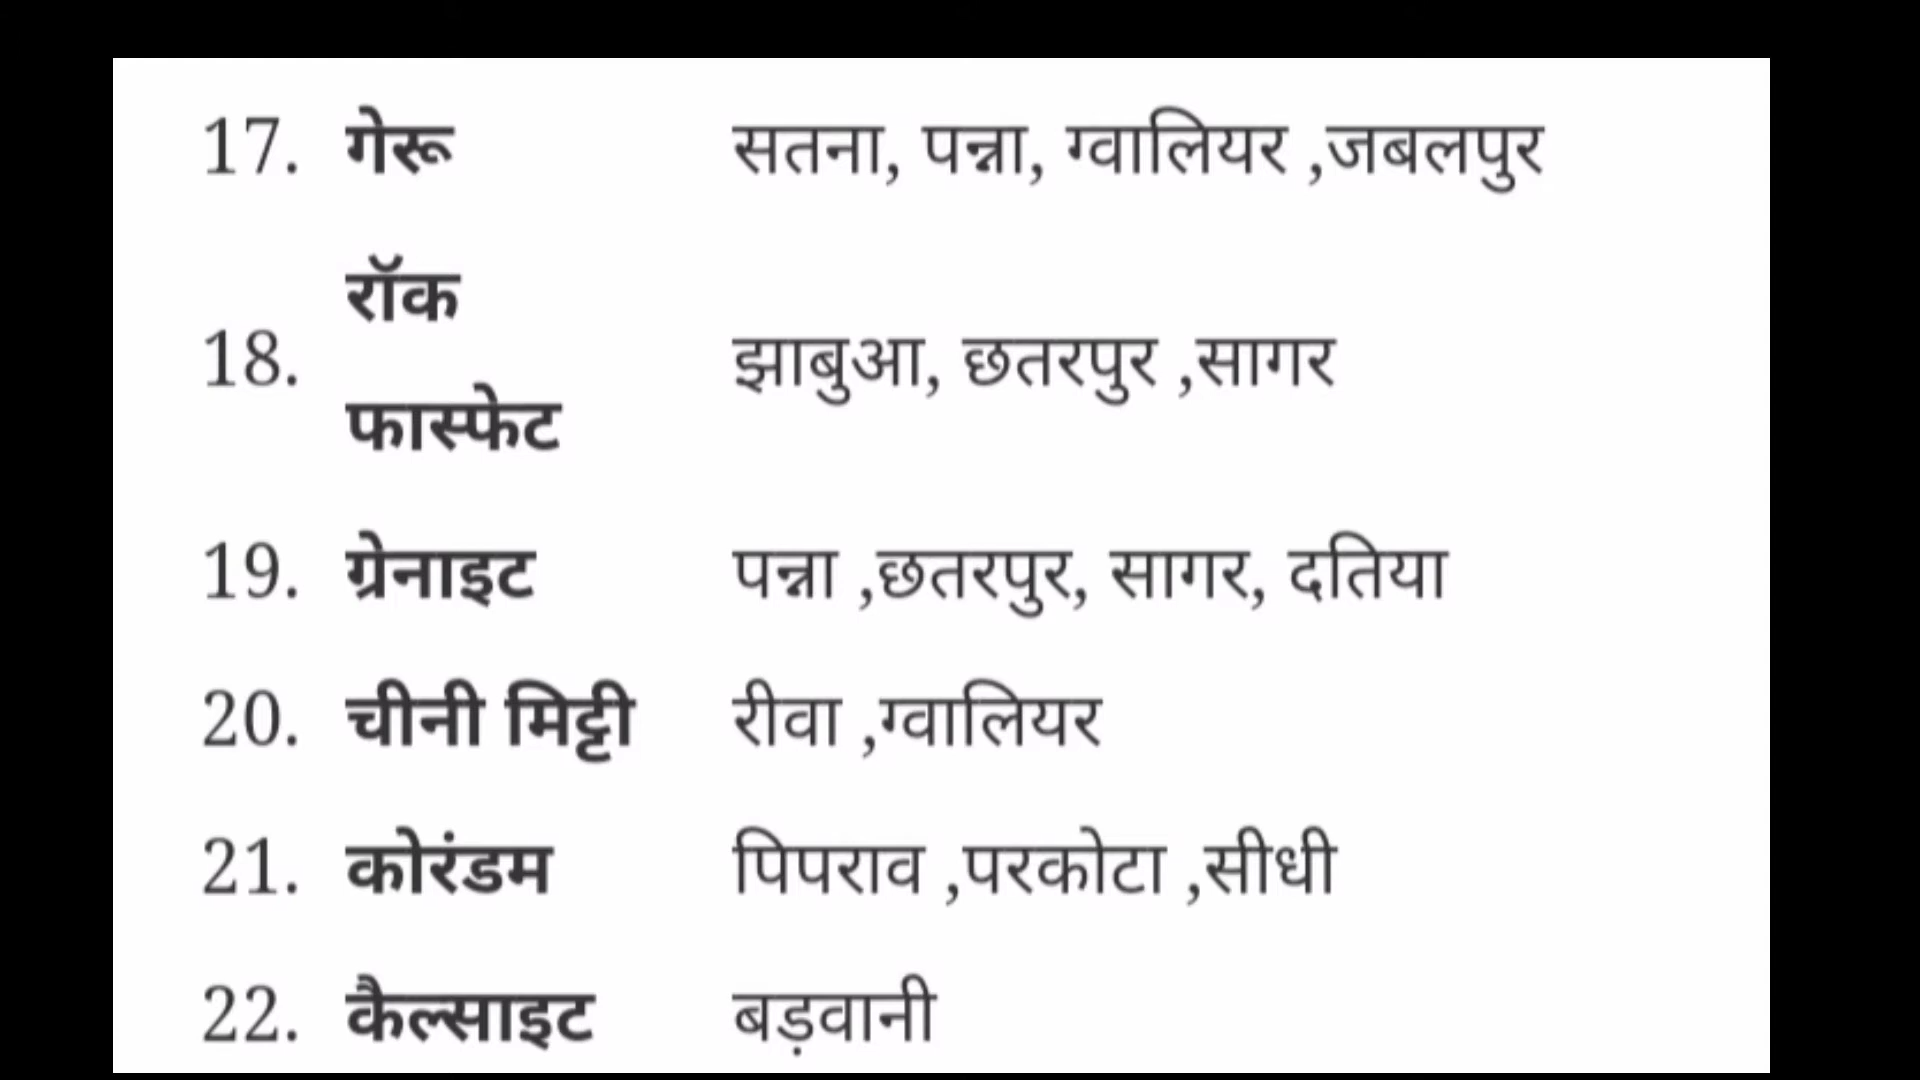 17. गेरू सतना, पन्ना, ग्वालियर ,जबलपुर
18. रॉक फास्फेट झाबुआ, छतरपुर ,सागर
19. ग्रेनाइट पन्ना ,छतरपुर, सागर, दतिया
20. चीनी मिट्टी रीवा ,ग्वालियर
21. कोरंडम पिपराव ,परकोटा ,सीधी
22. कैल्साइट बड़वानी